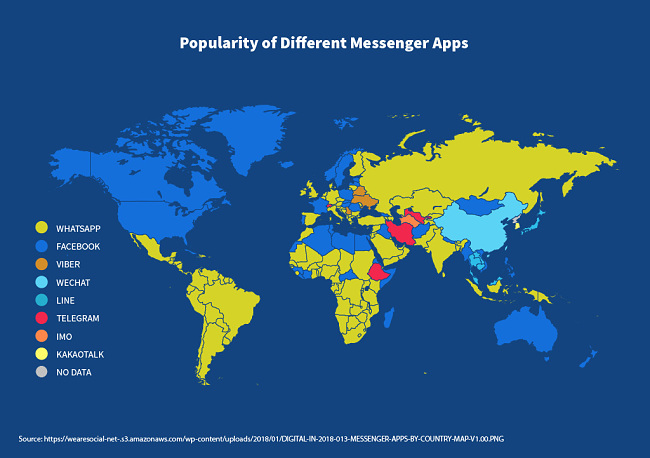 Popularity of Different Messenger Apps
WHATSAPP
FACEBOOK
VIBER
WECHAT
LINE
TELEGRAM
IMO
KAKAOTALK
NO DATA
Source: https://wearesocial-net-.s3.amazonaws.com/wp-content/uploads/2018/01/DIGITAL-IN-2018-013-MESSENGER-APPS-BY-COUNTRY-MAP-V1.00.PNG